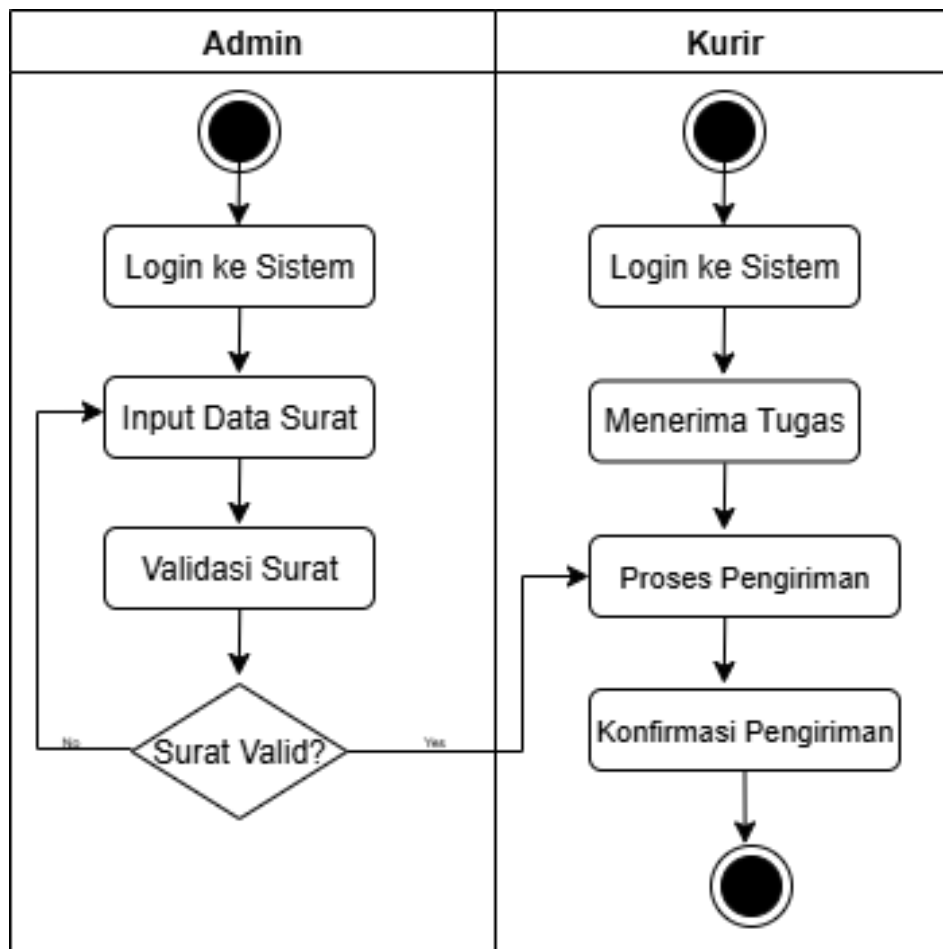 Admin
Kurir
Login ke Sistem
Login ke Sistem
Input Data Surat
Menerima Tugas
Validasi Surat
Proses Pengiriman
Surat Valid?
No
Yes
Konfirmasi Pengiriman